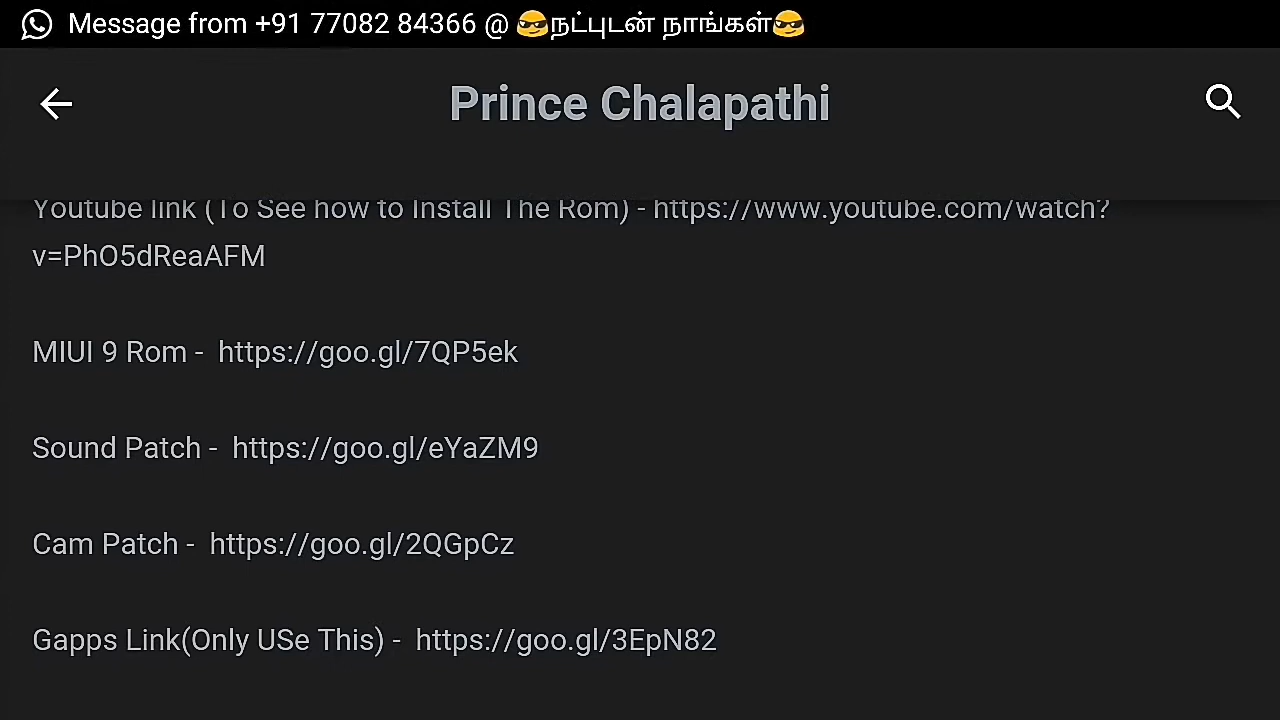 Message from +91 77082 84366 @ 😎நட்புடன் நாங்கள்😎
Prince Chalapathi
Youtube link (To See how to Install The Rom) - https://www.youtube.com/watch?
v=PhO5dReaAFM
MIUI 9 Rom -  https://goo.gl/7QP5ek
Sound Patch -  https://goo.gl/eYaZM9
Cam Patch -  https://goo.gl/2QGpCz
Gapps Link(Only USe This) -  https://goo.gl/3EpN82